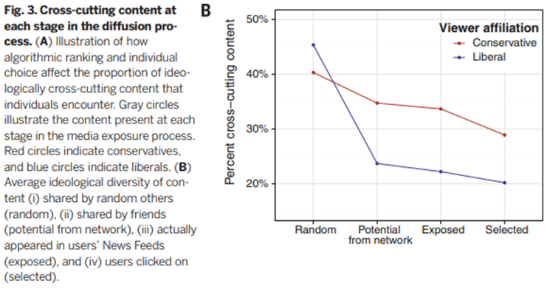 Fig. 3. Cross-cutting content at
each stage in the diffusion pro-
cess. (A) Illustration of how
algorithmic ranking and individual
choice affect the proportion of ideo-
logically cross-cutting content that
individuals encounter. Gray circles
illustrate the content present at each
stage in the media exposure process.
Red circles indicate conservatives,
and blue circles indicate liberals. (B)
Average ideological diversity of con-
tent (i) shared by random others
(random), (ii) shared by friends
(potential from network), (iii) actually
appeared in users' News Feeds
(exposed), and (iv) users clicked on
(selected).
B
Percent cross-cutting content
50%
40%
30%
20%
Viewer affiliation
Conservative
Liberal
Random
Potential
from network
Exposed
Selected